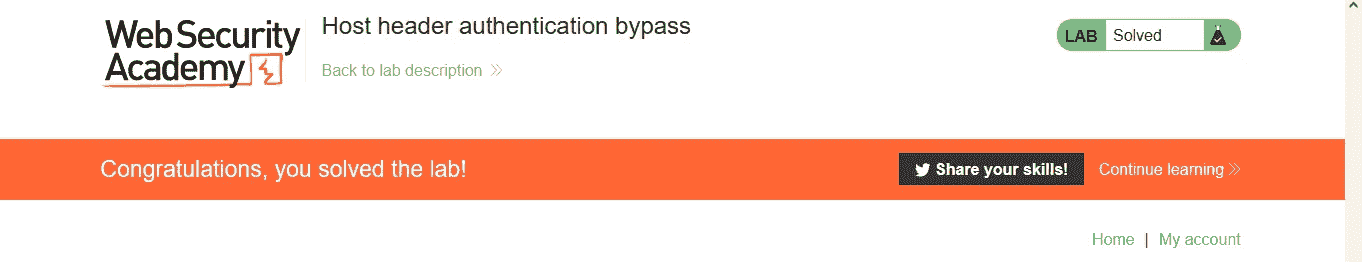 Web Security
Academy
Host header authentication bypass
Back to lab description
LAB Solved
Congratulations, you solved the lab!
Share your skills! Continue learning
Home | My account